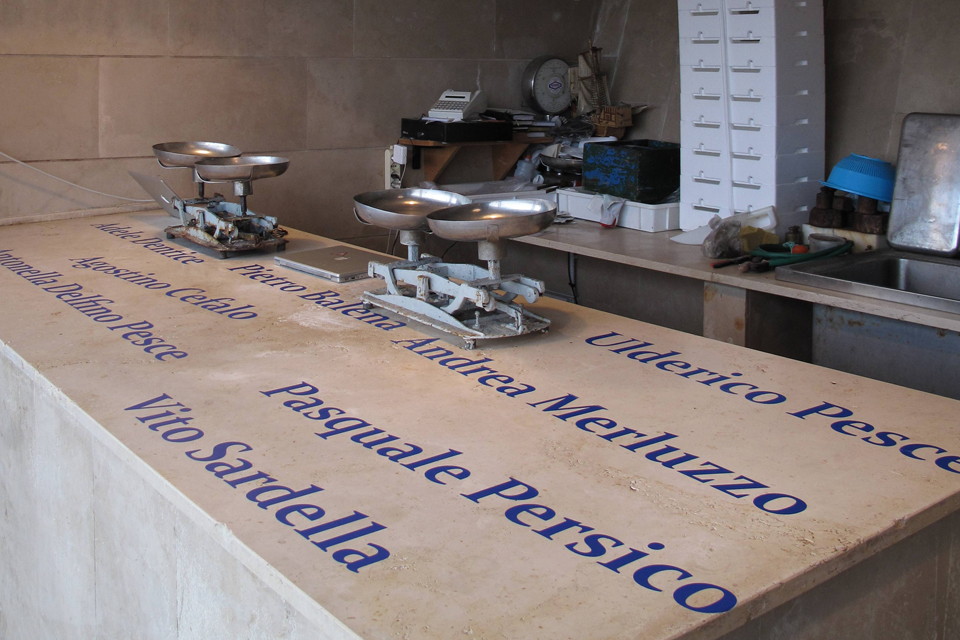 Adele Dentice
Agostino Cefalo
Antonella Delfino Pesce
Pietro Balena
Ulderico Pesce
Andrea Merluzzo
Pasquale Persico
Vito Sardella